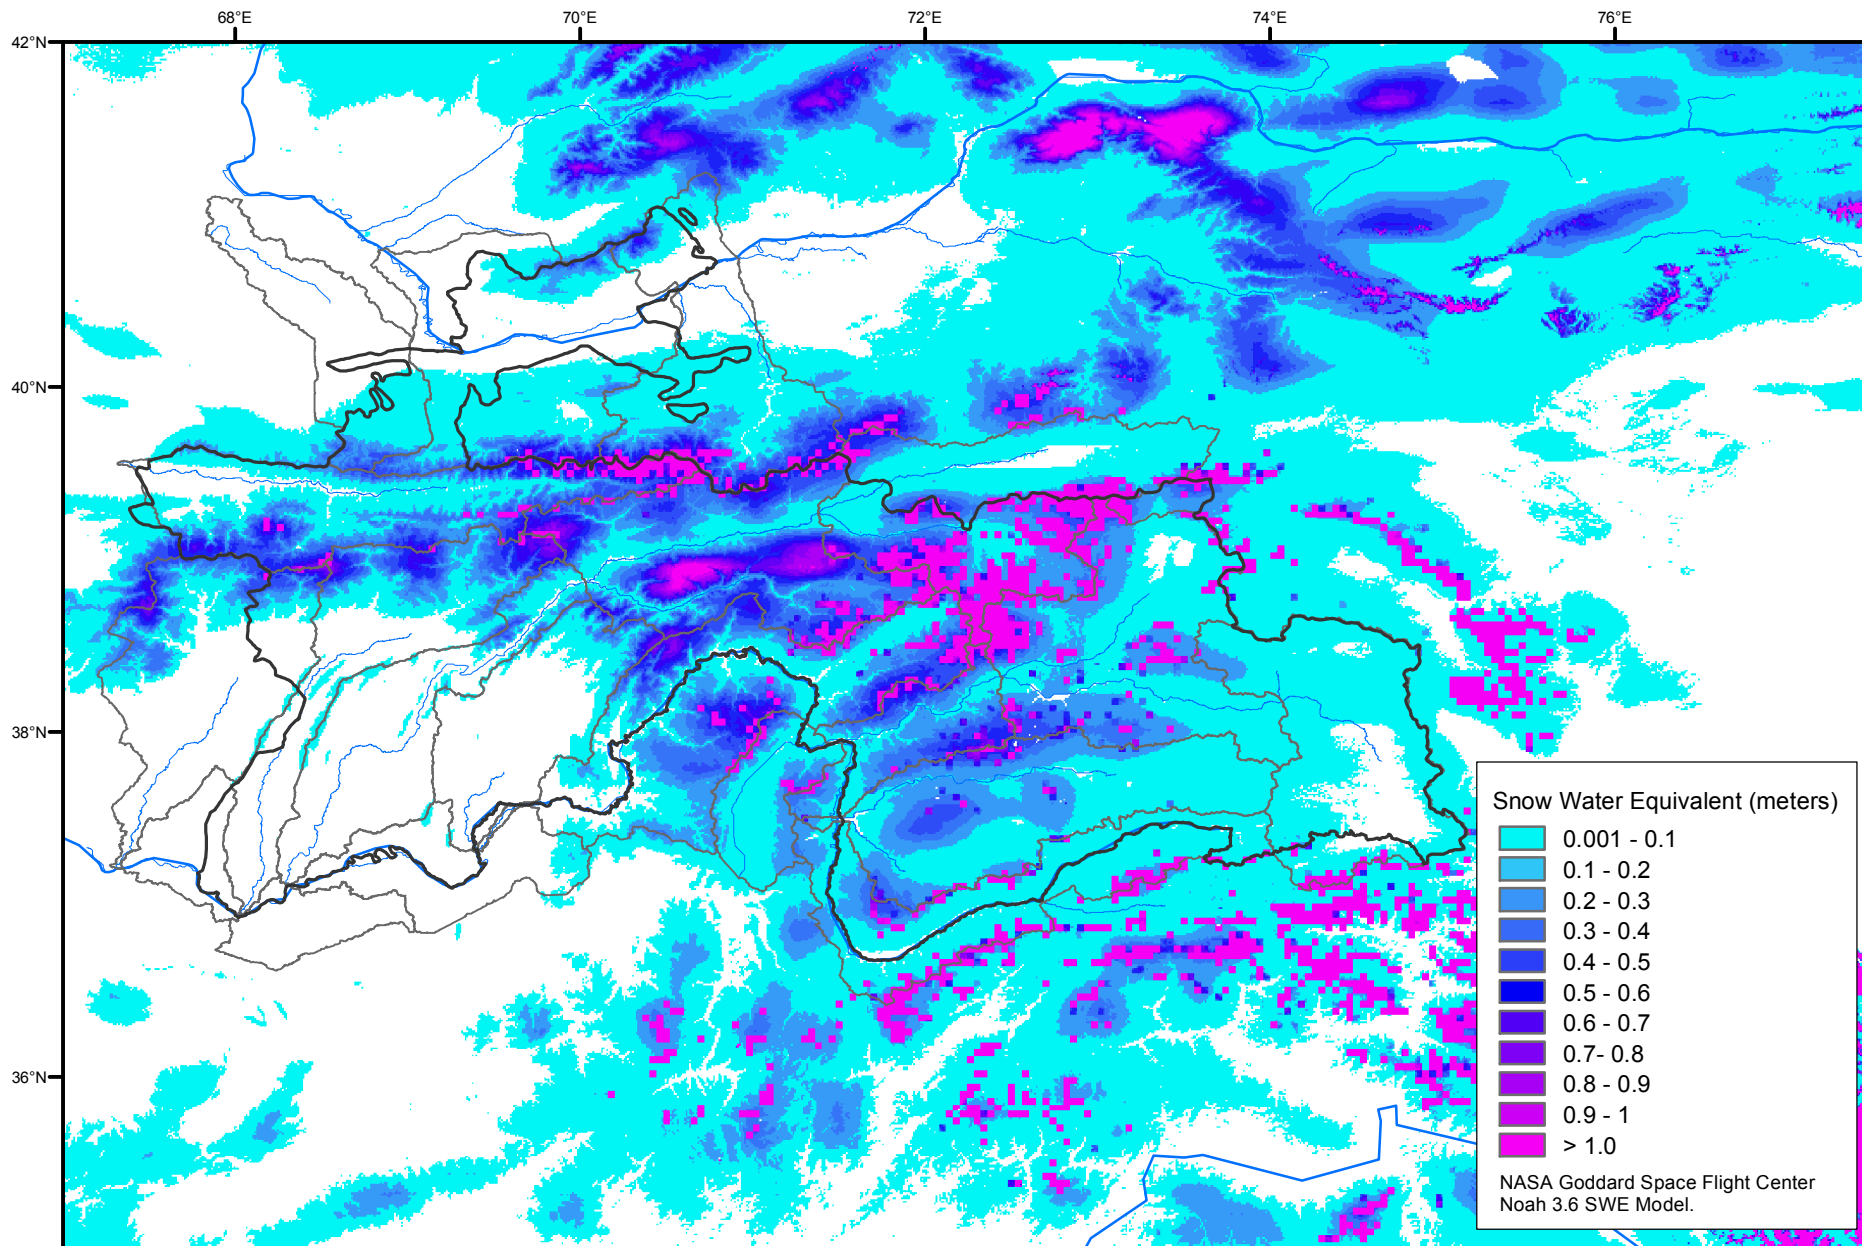 68°E 70°E 72°E 74°E 76°E
42°N
40°N
38°N
36°N
Snow Water Equivalent (meters)
0.001 - 0.1
0.1 - 0.2
0.2 - 0.3
0.3 - 0.4
0.4 - 0.5
0.5 - 0.6
0.6 - 0.7
0.7- 0.8
0.8 - 0.9
0.9 - 1
> 1.0
NASA Goddard Space Flight Center
Noah 3.6 SWE Model.